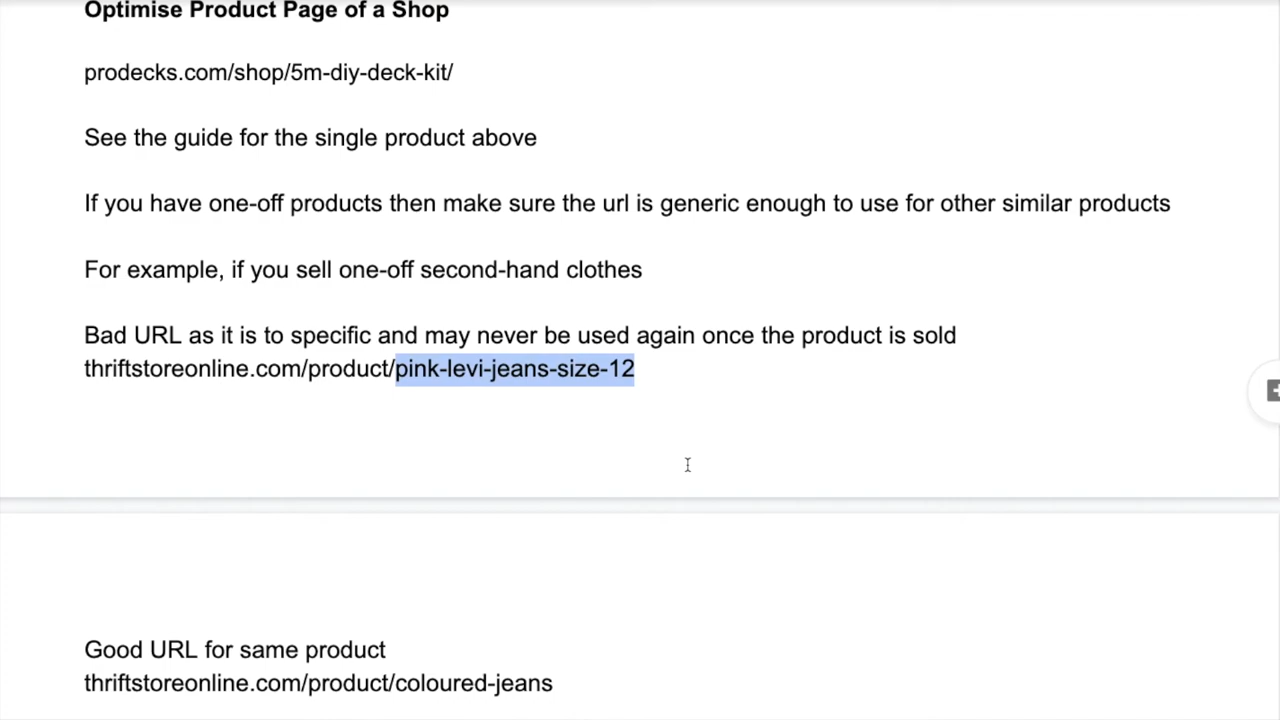 Optimise Product Page of a Shop
prodecks.com/shop/5m-diy-deck-kit/
See the guide for the single product above
If you have one-off products then make sure the url is generic enough to use for other similar products
For example, if you sell one-off second-hand clothes
Bad URL as it is to specific and may never be used again once the product is sold
thriftstoreonline.com/product/pink-levi-jeans-size-12
Good URL for same product
thriftstoreonline.com/product/coloured-jeans